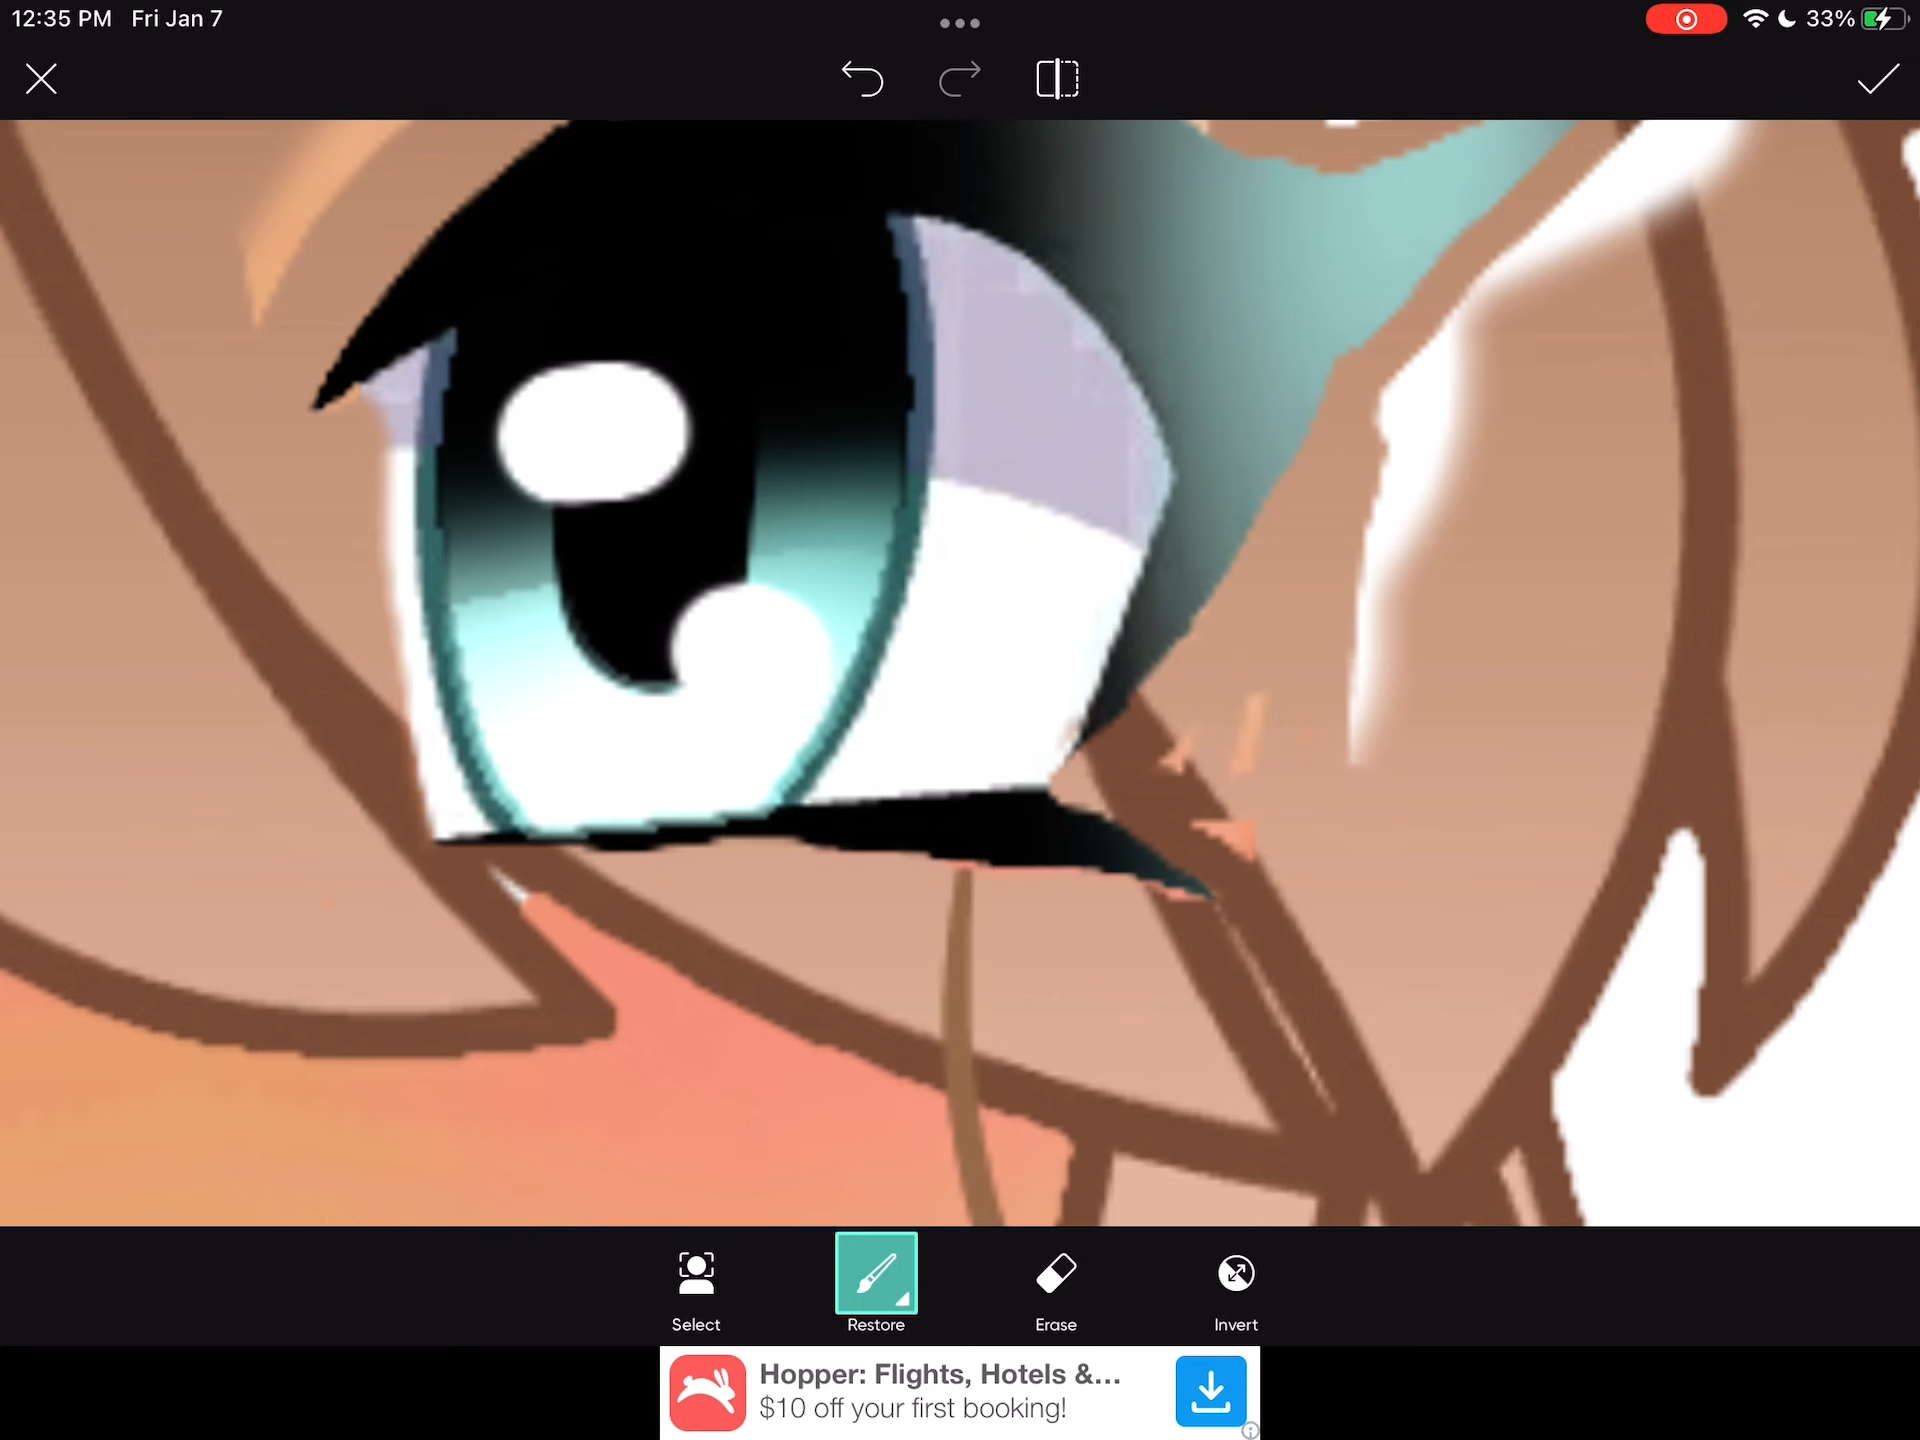 12:35 PM Fri Jan 7
33%
Select
Restore
Erase
Invert
Hopper: Flights, Hotels &...
$10 off your first booking!